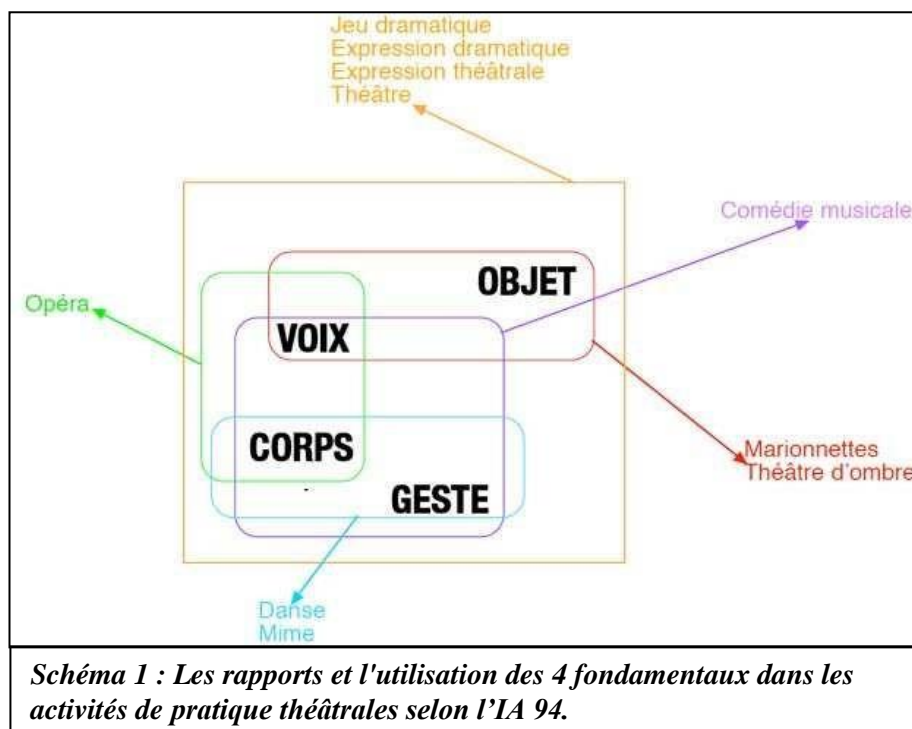 Jeu dramatique
Expression dramatique
Expression théâtrale
Théâtre
Comédie musicale
OBJET
Opéra
VOIX
CORPS
Marionnettes
Théâtre d'ombre
GESTE
Danse
Mime
Schéma 1 : Les rapports et l'utilisation des 4 fondamentaux dans les
activités de pratique théâtrales selon l’IA 94.